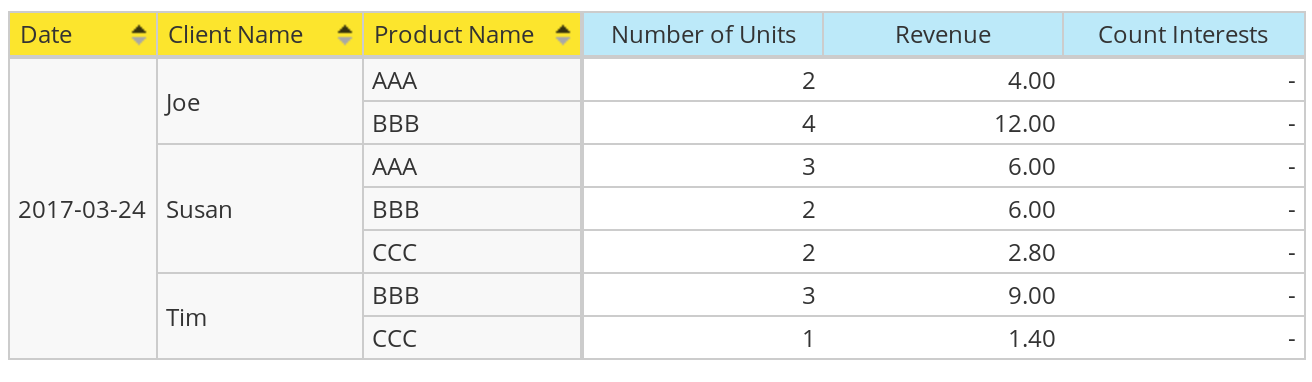 Date Client Name Product Name Number of Units Revenue Count Interests
2017-03-24 Joe AAA 2 4.00 -
BBB 4 12.00 -
Susan AAA 3 6.00 -
BBB 2 6.00 -
CCC 2 2.80 -
Tim BBB 3 9.00 -
CCC 1 1.40 -